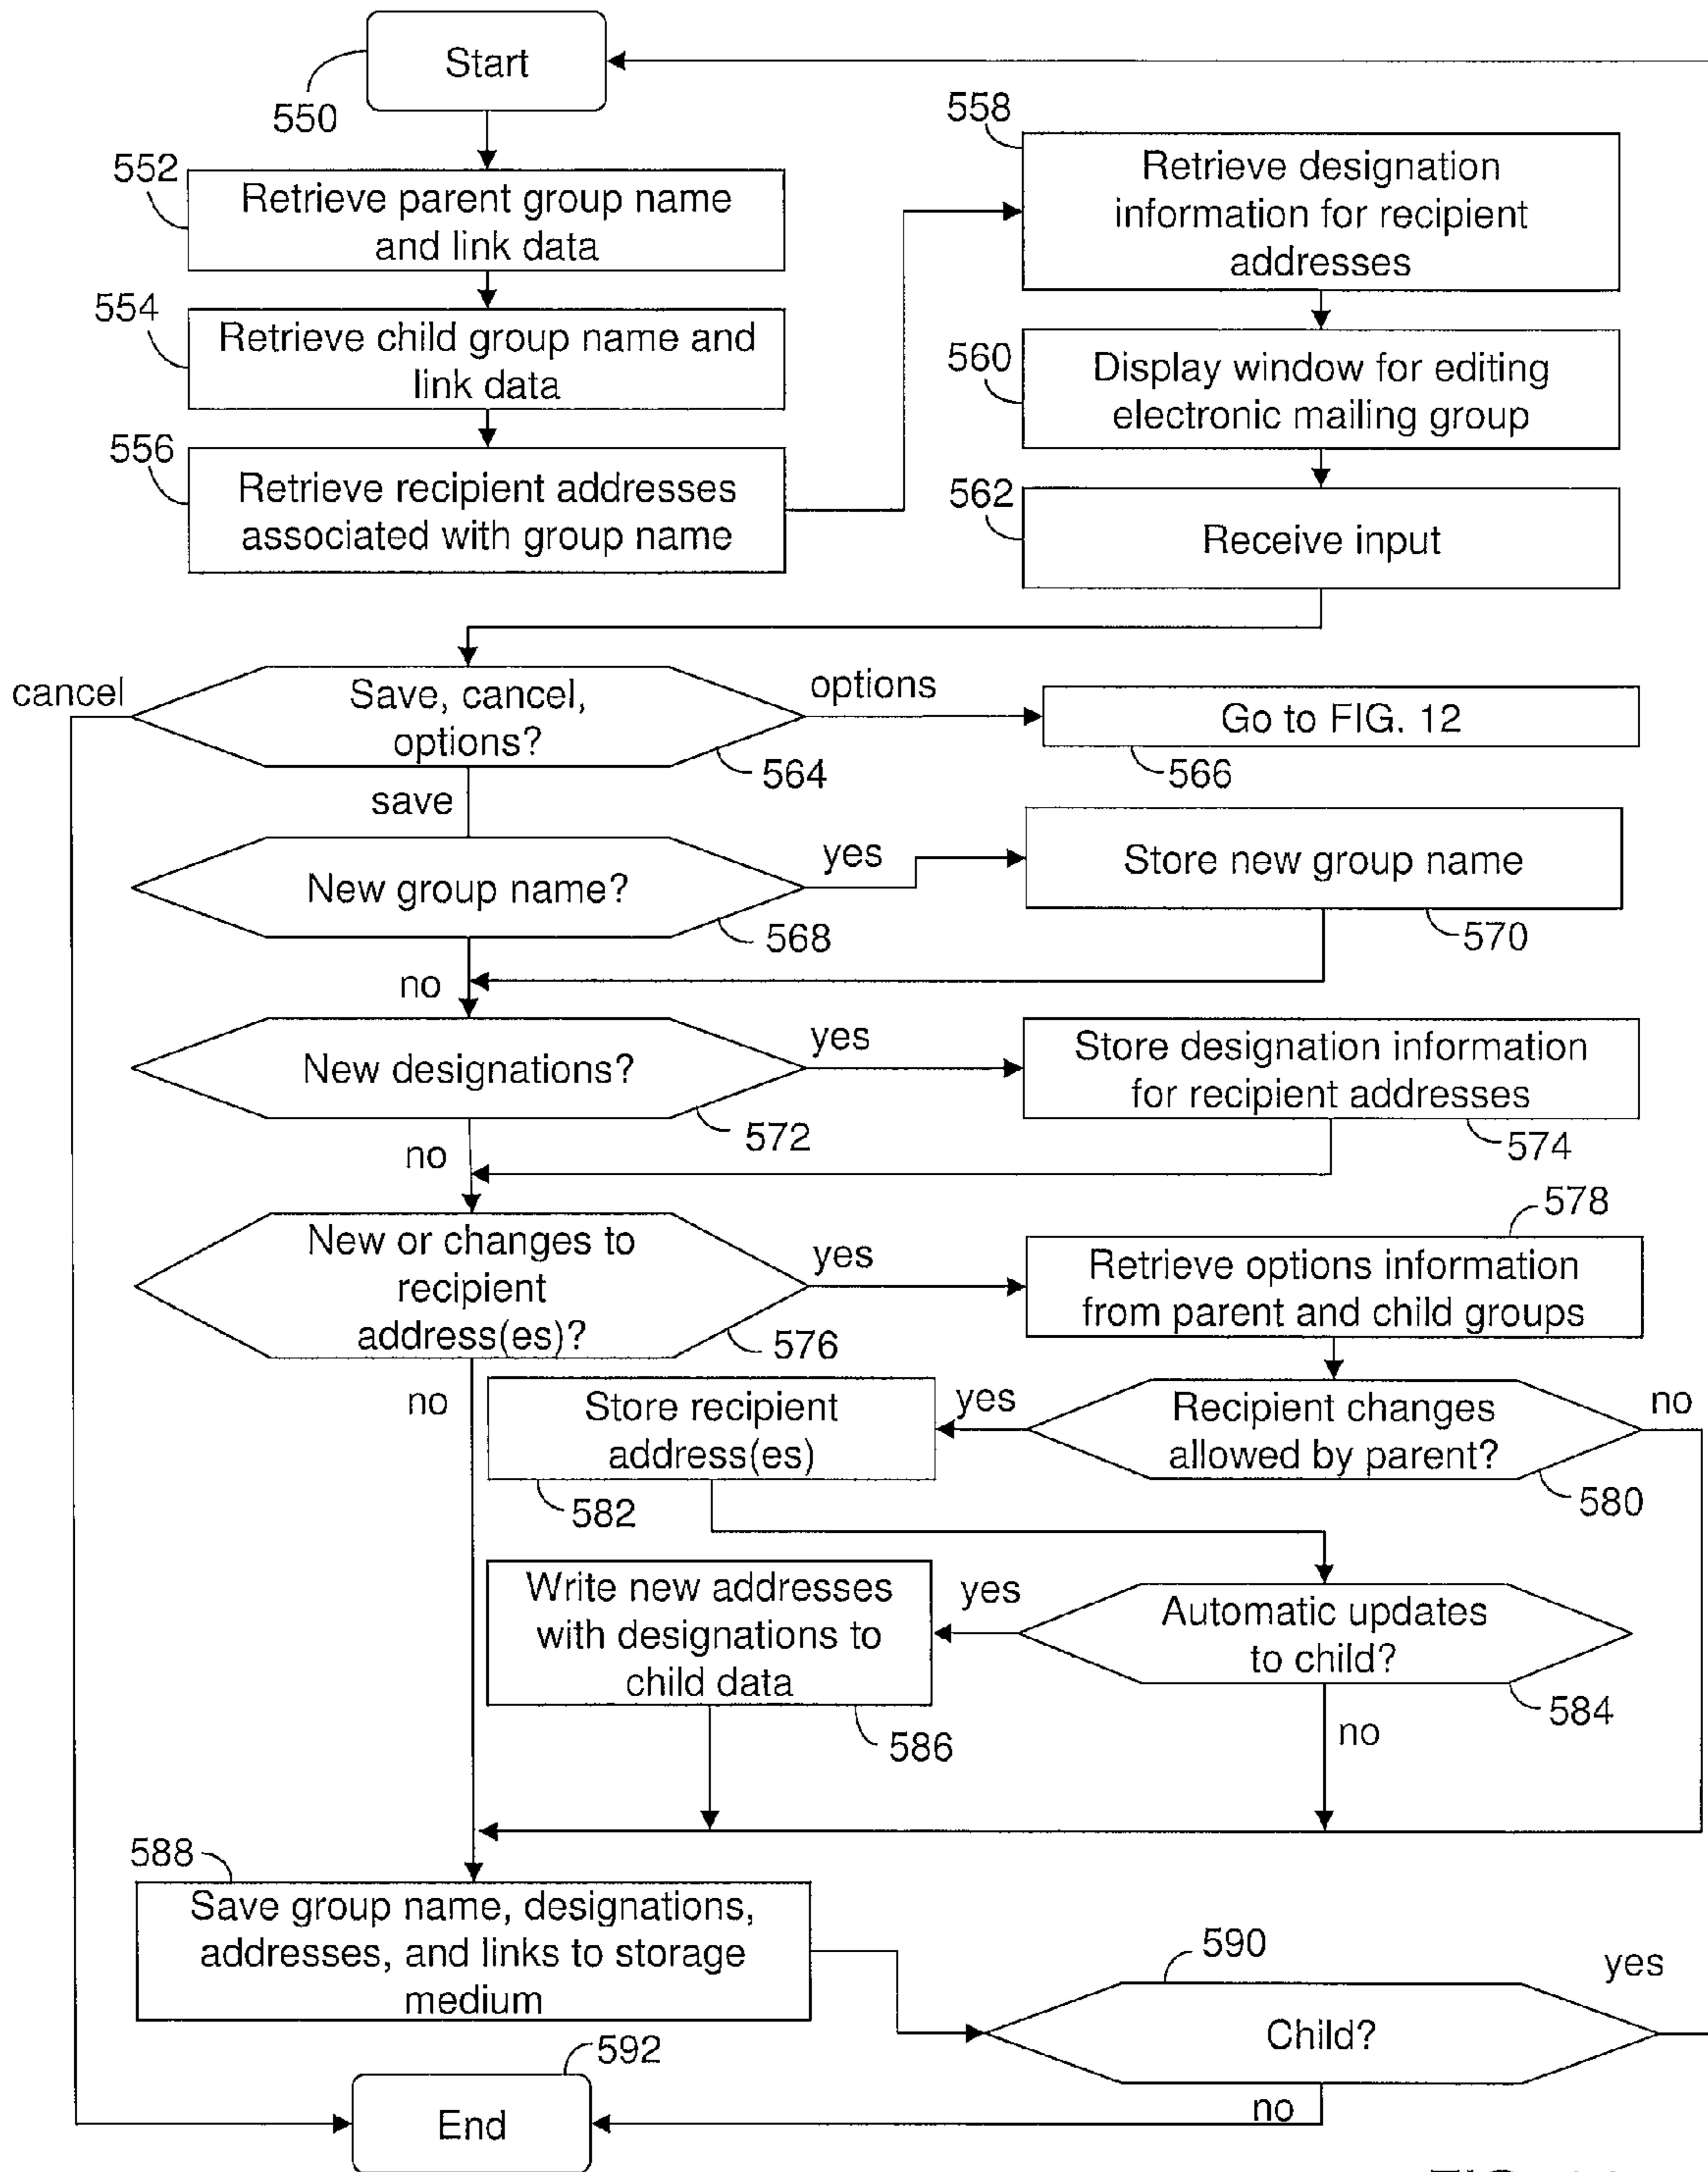 Start
550
552
Retrieve parent group name
and link data
554
Retrieve child group name and
link data
556
Retrieve recipient addresses
associated with group name
558
Retrieve designation
information for recipient
addresses
560
Display window for editing
electronic mailing group
562
Receive input
cancel
Save, cancel,
options?
564
options
Go to FIG. 12
566
save
New group name?
568
yes
Store new group name
570
no
New designations?
572
yes
Store designation information
for recipient addresses
574
no
New or changes to
recipient
address(es)?
576
yes
578
Retrieve options information
from parent and child groups
no
Store recipient
address(es)
582
yes
Recipient changes
allowed by parent?
580
no
Write new addresses
with designations to
child data
586
yes
Automatic updates
to child?
584
no
588
Save group name, designations,
addresses, and links to storage
medium
590
Child?
yes
no
592
End